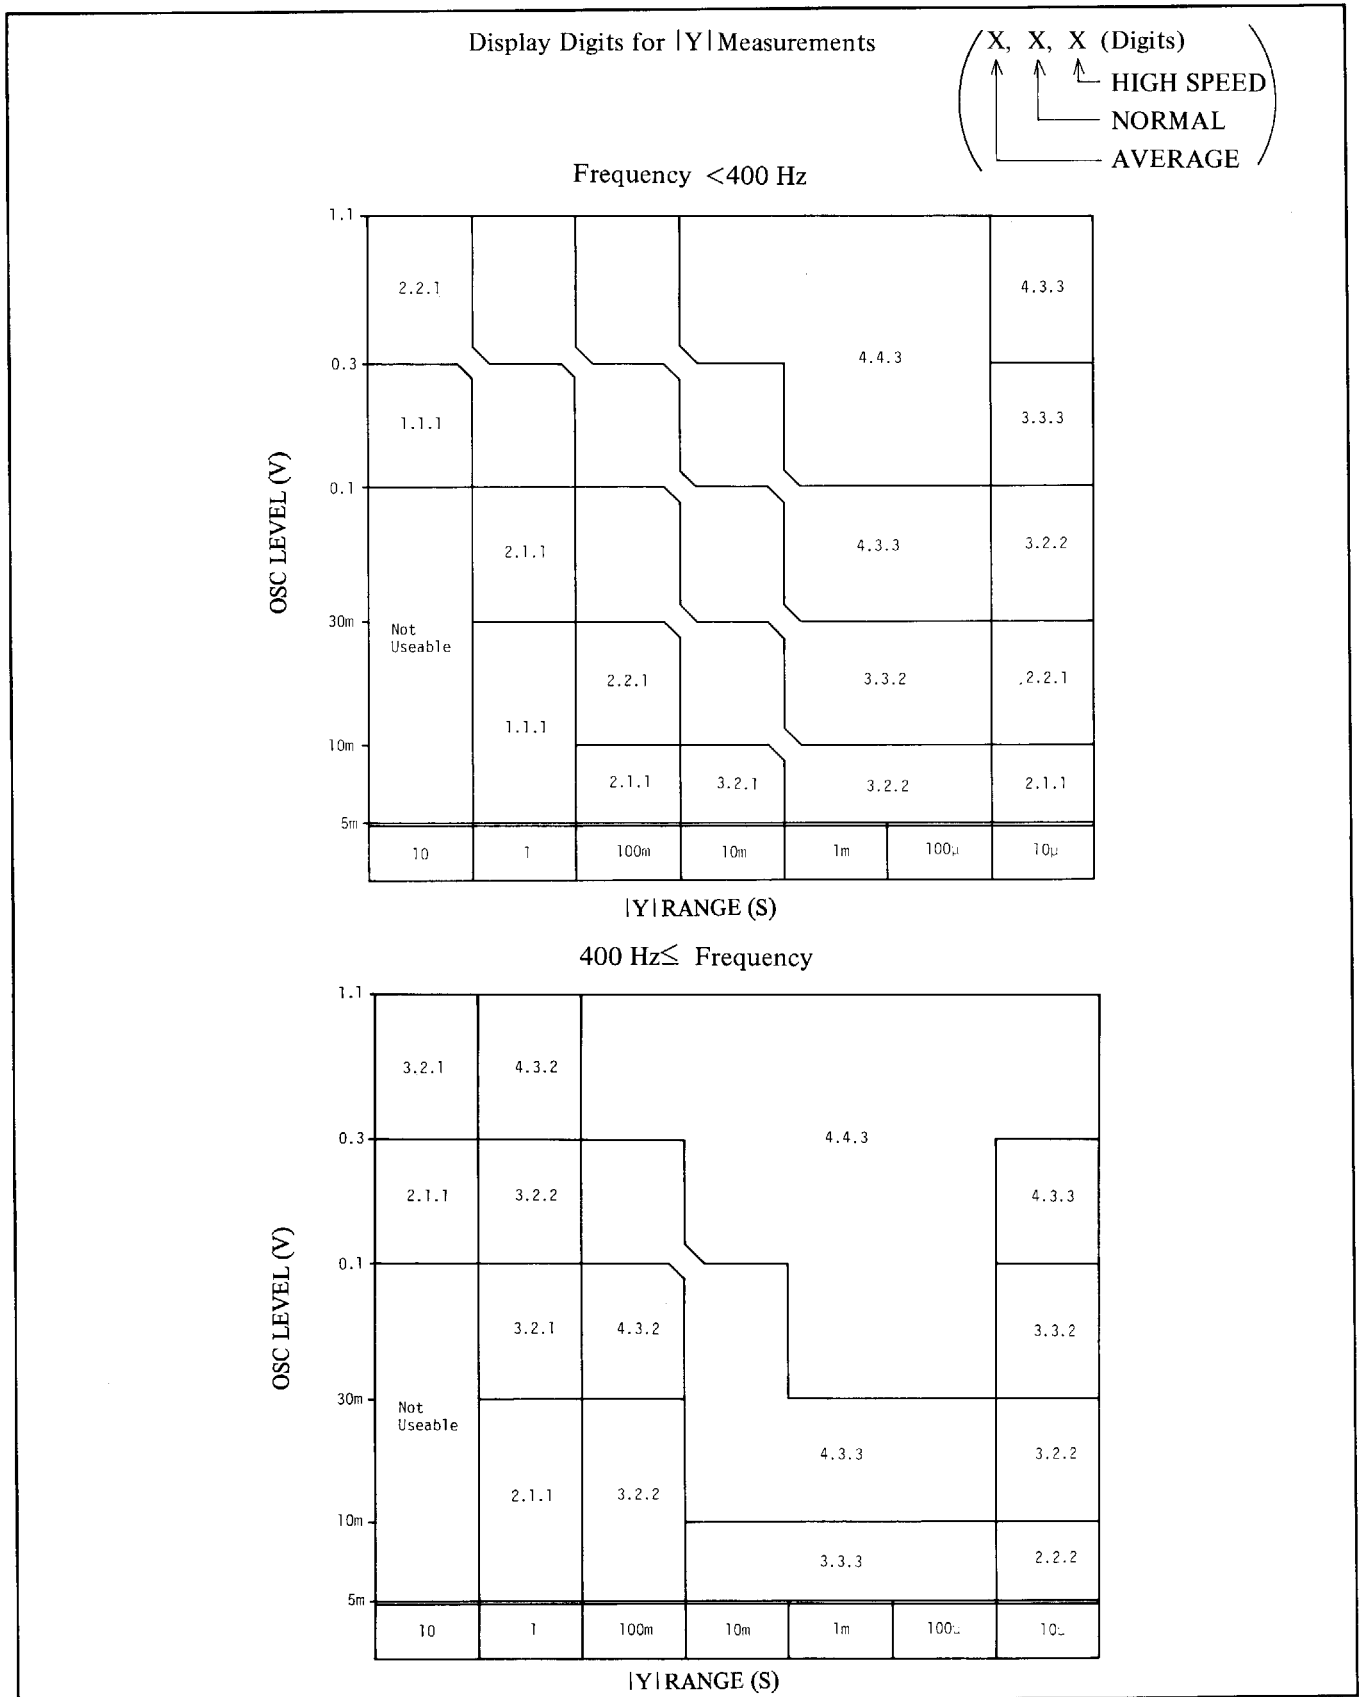 Display Digits for |Y| Measurements
X, X, X (Digits)
HIGH SPEED
NORMAL
AVERAGE
Frequency <400 Hz
OSC LEVEL (V)
1.1
2.2.1
4.3.3
4.4.3
0.3
1.1.1
3.3.3
0.1
2.1.1
4.3.3
3.2.2
30m
Not
Useable
2.2.1
3.3.2
2.2.1
1.1.1
10m
2.1.1
3.2.1
3.2.2
2.1.1
5m
10 1 100m 10m 1m 100μ 10μ
|Y| RANGE (S)
400 Hz≤ Frequency
OSC LEVEL (V)
1.1
3.2.1
4.3.2
4.4.3
0.3
2.1.1
3.2.2
4.3.3
0.1
3.2.1
4.3.2
3.3.2
30m
Not
Useable
4.3.3
3.2.2
2.1.1
3.2.2
10m
3.3.3
2.2.2
5m
10 1 100m 10m 1m 100μ 10μ
|Y| RANGE (S)